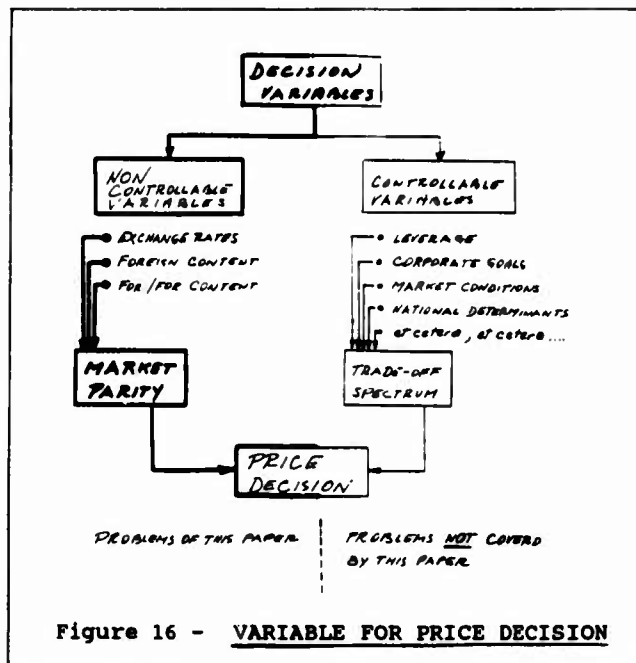 DECISION
VARIABLES
NON
CONTROLLABLE
VARIABLES
CONTROLLABLE
VARIABLES
EXCHANGE RATES
FOREIGN CONTENT
FOR/FOR CONTENT
LEVERAGE
CORPORATE GOALS
MARKET CONDITIONS
NATIONAL DETERMINANTS
et cetera, et cetera....
MARKET
PARITY
TRADE-OFF
SPECTRUM
PRICE
DECISION
PROBLEMS OF THIS PAPER
PROBLEMS NOT COVERD
BY THIS PAPER
Figure 16 - VARIABLE FOR PRICE DECISION